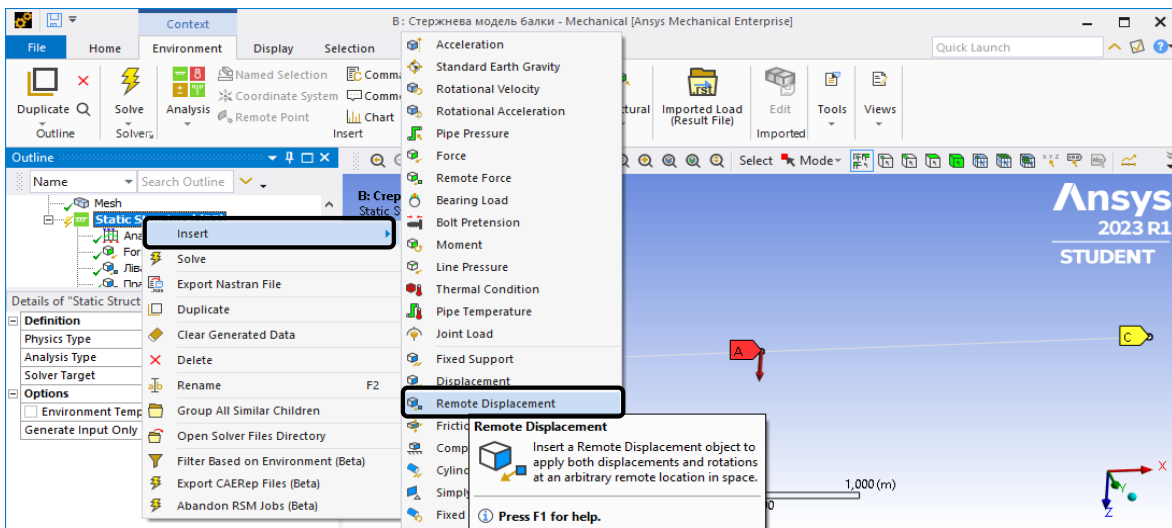 Context
В: Стержнева модель балки - Mechanical [Ansys Mechanical Enterprise]
File Home Environment Display Selection
Quick Launch
Duplicate
Outline
Solve
Analysis
Named Selection
Coordinate System
Remote Point
Chart
Insert
Imported Load
(Result File)
Edit
Imported
Tools
Views
Outline
Select Mode
Name Search Outline
Mesh
Insert
Solve
Export Nastran File
Duplicate
Clear Generated Data
Delete
Rename F2
Group All Similar Children
Open Solver Files Directory
Filter Based on Environment (Beta)
Export CAERep Files (Beta)
Abandon RSM Jobs (Beta)
Details of "Static Struct
Definition
Physics Type
Analysis Type
Solver Target
Options
Environment Temp
Generate Input Only
Acceleration
Standard Earth Gravity
Rotational Velocity
Rotational Acceleration
Pipe Pressure
Force
Remote Force
Bearing Load
Bolt Pretension
Moment
Line Pressure
Thermal Condition
Pipe Temperature
Joint Load
Fixed Support
Displacement
Remote Displacement
Fixed
Remote Displacement
Insert a Remote Displacement object to
apply both displacements and rotations
at an arbitrary remote location in space.
Press F1 for help.
Ansys
2023 R1
STUDENT
A
C
1,000 (m)
X
Y
Z